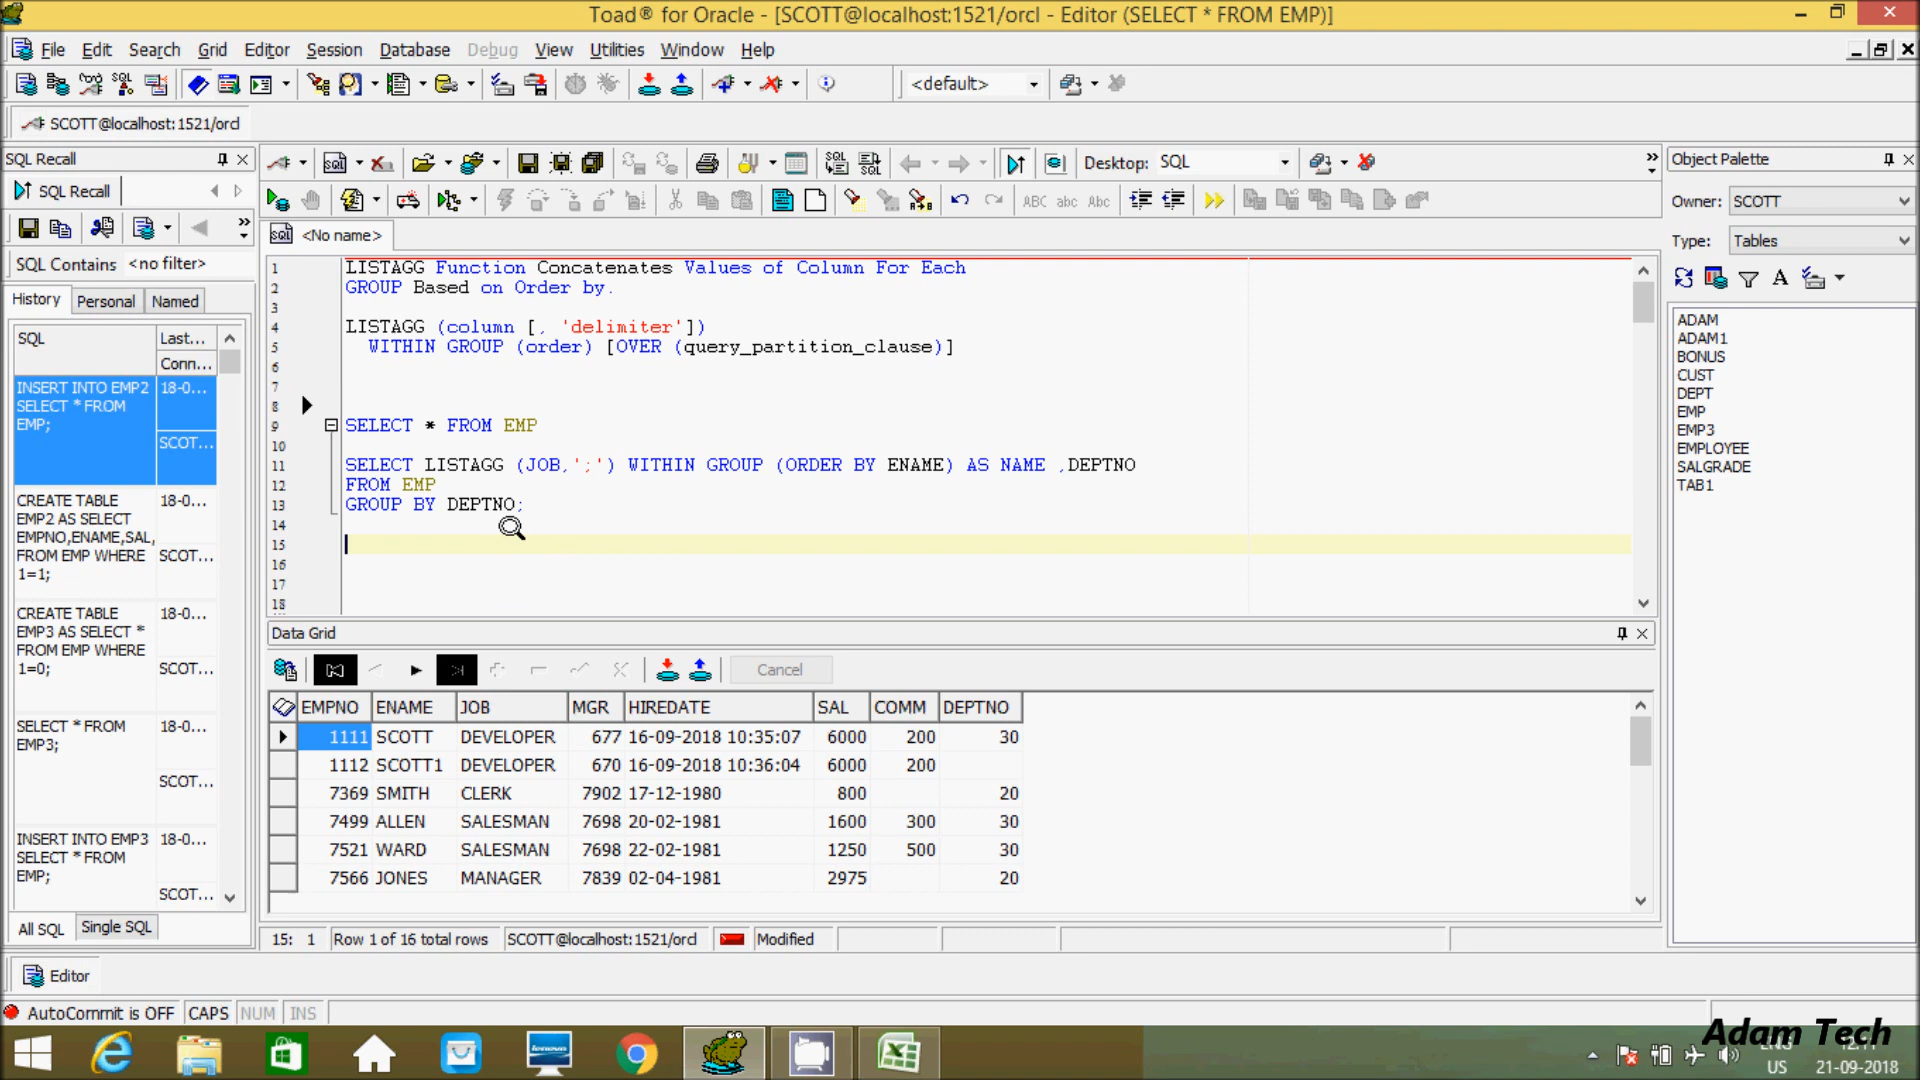 Toad® for Oracle - [SCOTT@localhost:1521/orcl - Editor (SELECT * FROM EMP)]
File Edit Search Grid Editor Session Database Debug View Utilities Window Help
<default>
SCOTT@localhost:1521/orcl
SQL Recall
SQL Recall
SQL Contains <no filter>
History Personal Named
SQL Last...
Conn...
INSERT INTO EMP2 18-0...
SELECT * FROM
EMP;
SCOT...
CREATE TABLE 18-0...
EMP2 AS SELECT
EMPNO,ENAME,SAL,
FROM EMP WHERE SCOT...
1=1;
CREATE TABLE 18-0...
EMP3 AS SELECT *
FROM EMP WHERE
1=0; SCOT...
SELECT * FROM 18-0...
EMP3;
SCOT...
INSERT INTO EMP3 18-0...
SELECT * FROM
EMP;
SCOT...
All SQL Single SQL
Desktop: SQL
ABC abc Abc
<No name>
1 LISTAGG Function Concatenates Values of Column For Each
2 GROUP Based on Order by.
3
4 LISTAGG (column [, 'delimiter'])
5 WITHIN GROUP (order) [OVER (query_partition_clause)]
6
7
8
9 SELECT * FROM EMP
10
11 SELECT LISTAGG (JOB,';') WITHIN GROUP (ORDER BY ENAME) AS NAME ,DEPTNO
12 FROM EMP
13 GROUP BY DEPTNO;
14
15
16
17
18
Data Grid
Cancel
EMPNO ENAME JOB MGR HIREDATE SAL COMM DEPTNO
1111 SCOTT DEVELOPER 677 16-09-2018 10:35:07 6000 200 30
1112 SCOTT1 DEVELOPER 670 16-09-2018 10:36:04 6000 200
7369 SMITH CLERK 7902 17-12-1980 800 20
7499 ALLEN SALESMAN 7698 20-02-1981 1600 300 30
7521 WARD SALESMAN 7698 22-02-1981 1250 500 30
7566 JONES MANAGER 7839 02-04-1981 2975 20
15: 1 Row 1 of 16 total rows SCOTT@localhost:1521/orcl Modified
Object Palette
Owner: SCOTT
Type: Tables
A
ADAM
ADAM1
BONUS
CUST
DEPT
EMP
EMP3
EMPLOYEE
SALGRADE
TAB1
Editor
AutoCommit is OFF CAPS NUM INS
Adam Tech
US 21-09-2018